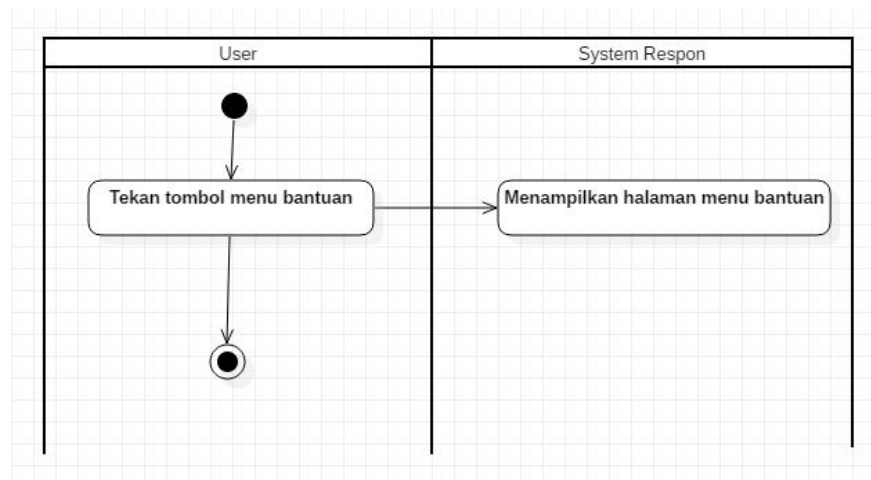 User
System Respon
Tekan tombol menu bantuan
Menampilkan halaman menu bantuan